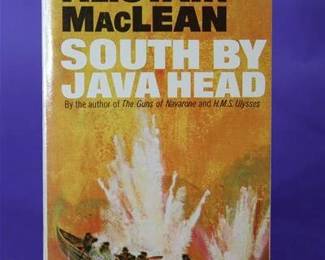 ALISTAIR
MACLEAN
SOUTH BY
JAVA HEAD
By the author of The Guns of Navarone and H.M.S. Ulysses